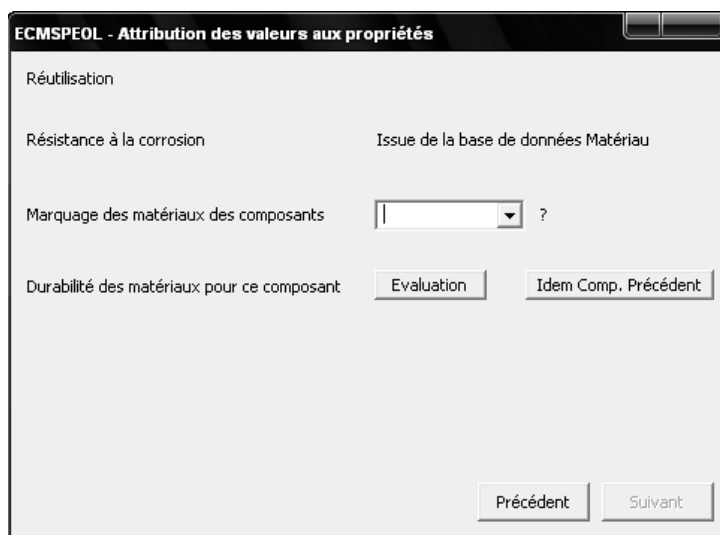 ECMSPEOL - Attribution des valeurs aux propriétés
Réutilisation
Résistance à la corrosion Issue de la base de données Matériau
Marquage des matériaux des composants ?
Durabilité des matériaux pour ce composant Evaluation Idem Comp. Précédent
Précédent Suivant